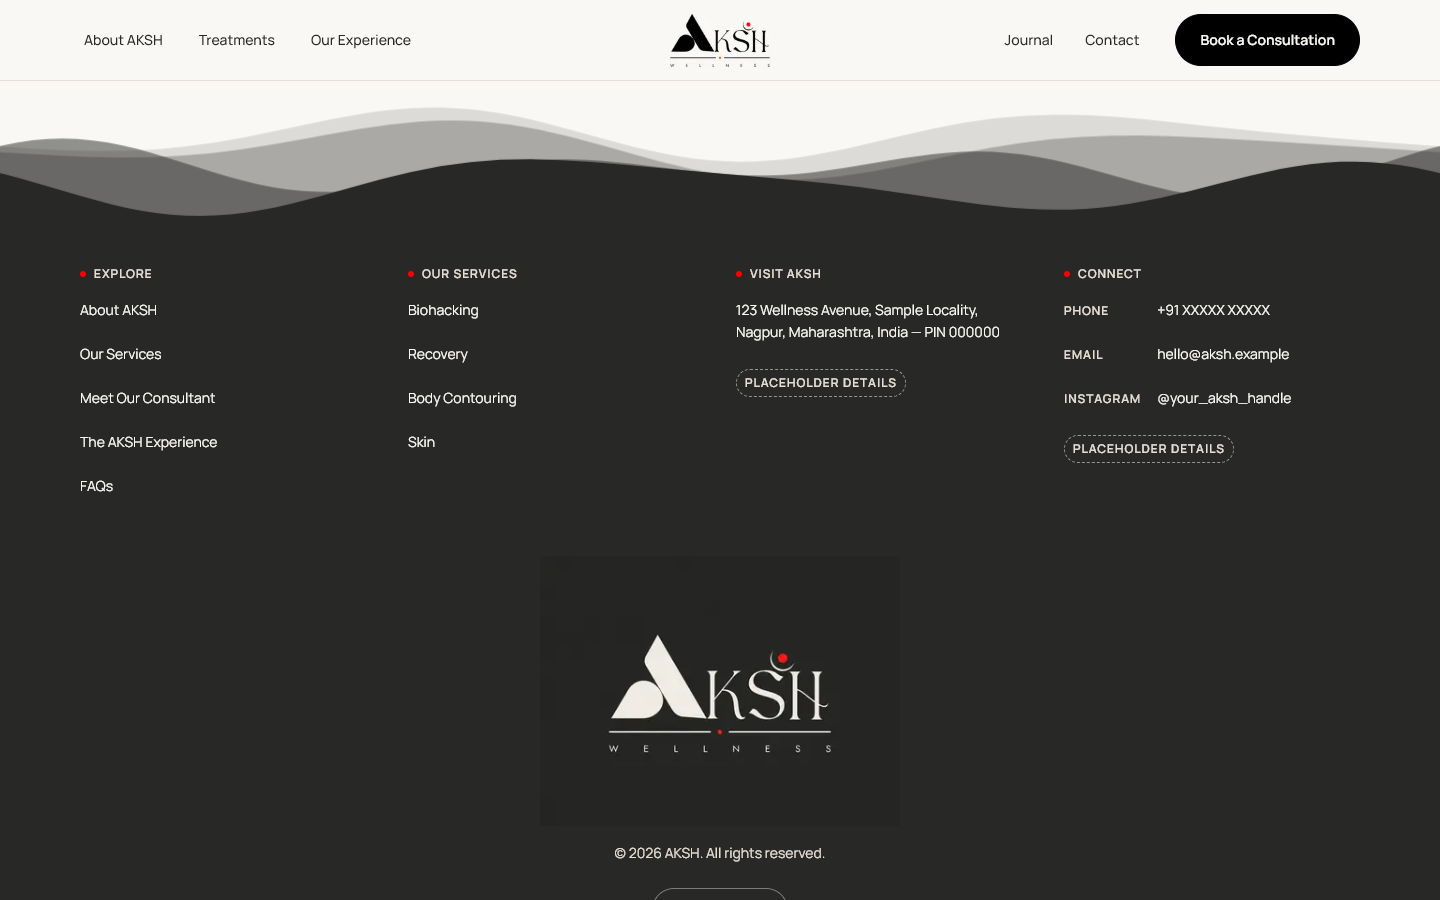 About AKSH
Treatments
Our Experience
AKSH
WELLNESS
Journal
Contact
Book a Consultation
EXPLORE
About AKSH
Our Services
Meet Our Consultant
The AKSH Experience
FAQs
OUR SERVICES
Biohacking
Recovery
Body Contouring
Skin
VISIT AKSH
123 Wellness Avenue, Sample Locality,
Nagpur, Maharashtra, India — PIN 000000
PLACEHOLDER DETAILS
CONNECT
PHONE +91 XXXXX XXXXX
EMAIL hello@aksh.example
INSTAGRAM @your_aksh_handle
PLACEHOLDER DETAILS
AKSH
WELLNESS
© 2026 AKSH. All rights reserved.